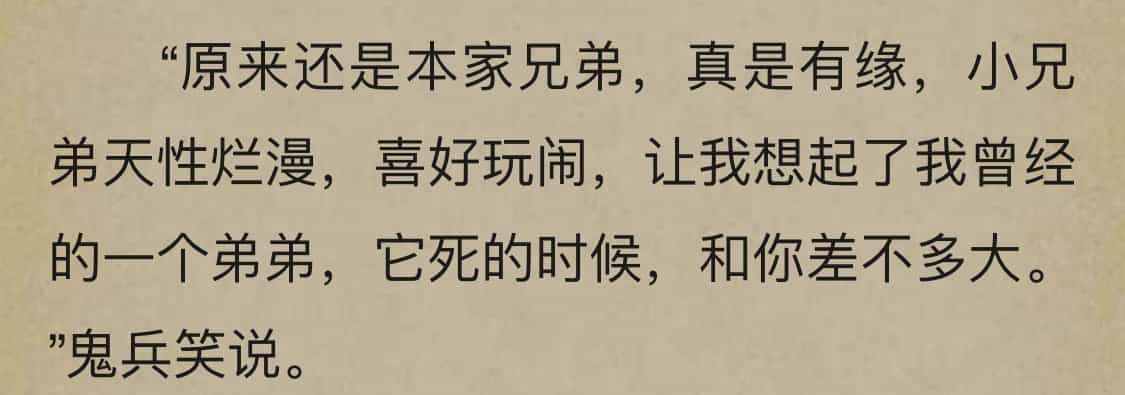 “原来还是本家兄弟，真是有缘，小兄
弟天性烂漫，喜好玩闹，让我想起了我曾经
的一个弟弟，它死的时候，和你差不多大。
”鬼兵笑说。